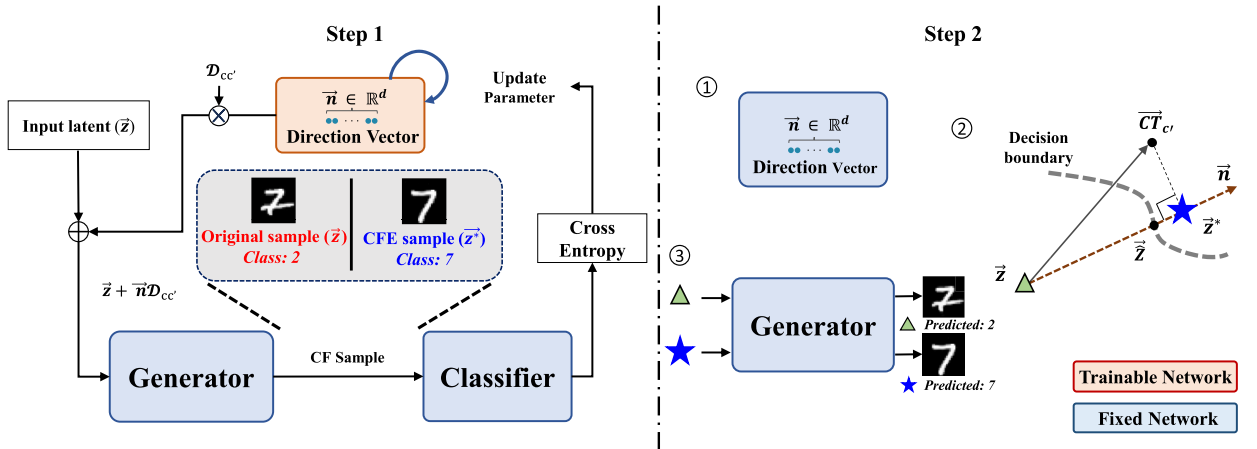 Step 1
𝒟cc′
Input latent (z⃗)
n⃗ ∈ ℝᵈ
Direction Vector
Update
Parameter
Original sample (z⃗)
Class: 2
CFE sample (z⃗*)
Class: 7
Cross
Entropy
z⃗ + n⃗𝒟cc′
Generator
CF Sample
Classifier
Step 2
①
n⃗ ∈ ℝᵈ
Direction Vector
②
Decision
boundary
C⃗T⃗c′
n⃗
z⃗*
ẑ⃗
z⃗
③
Generator
Predicted: 2
Predicted: 7
Trainable Network
Fixed Network